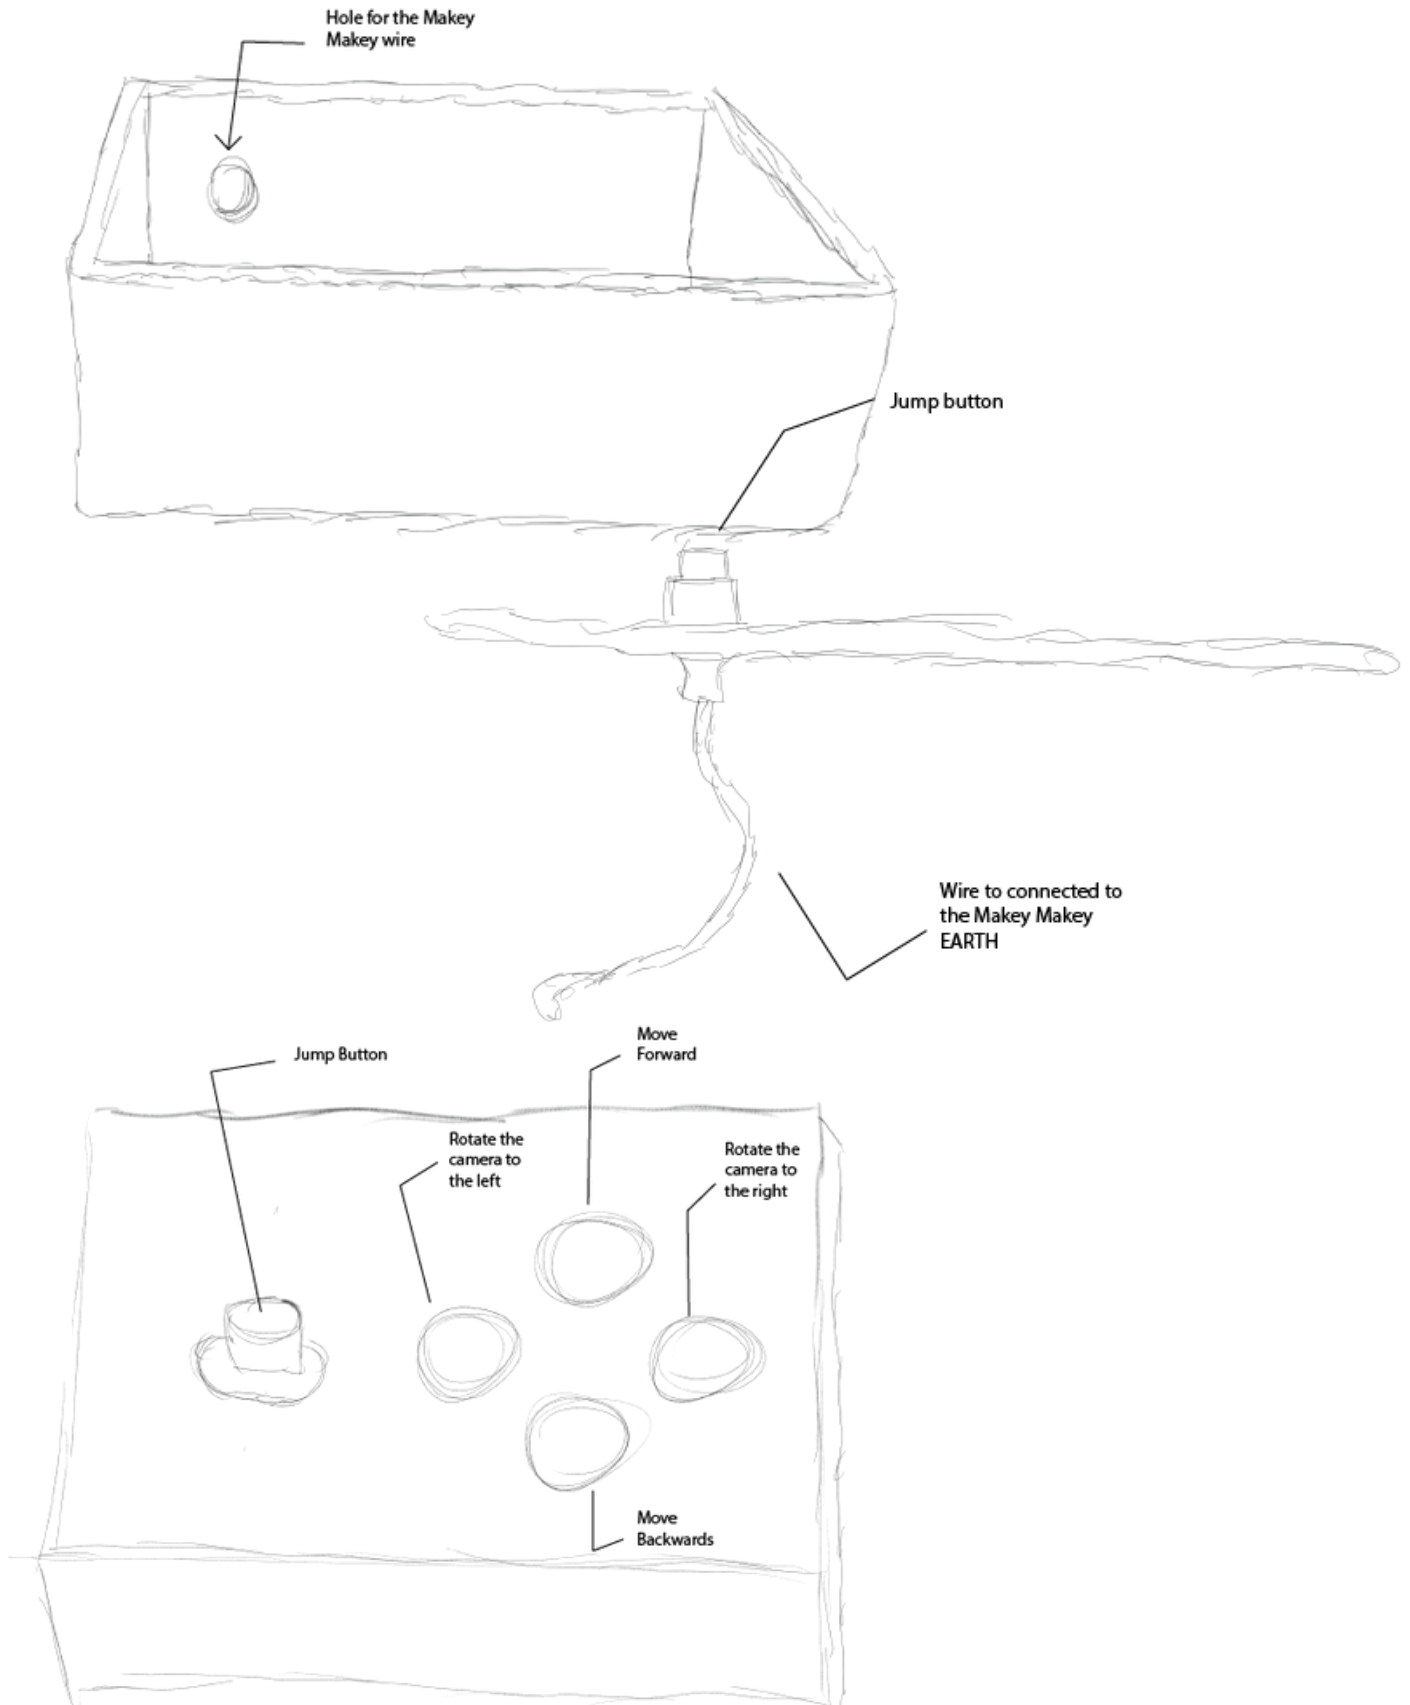 Hole for the Makey
Makey wire
Jump button
Wire to connected to
the Makey Makey
EARTH
Move
Forward
Jump Button
Rotate the
camera to
the left
Rotate the
camera to
the right
Move
Backwards